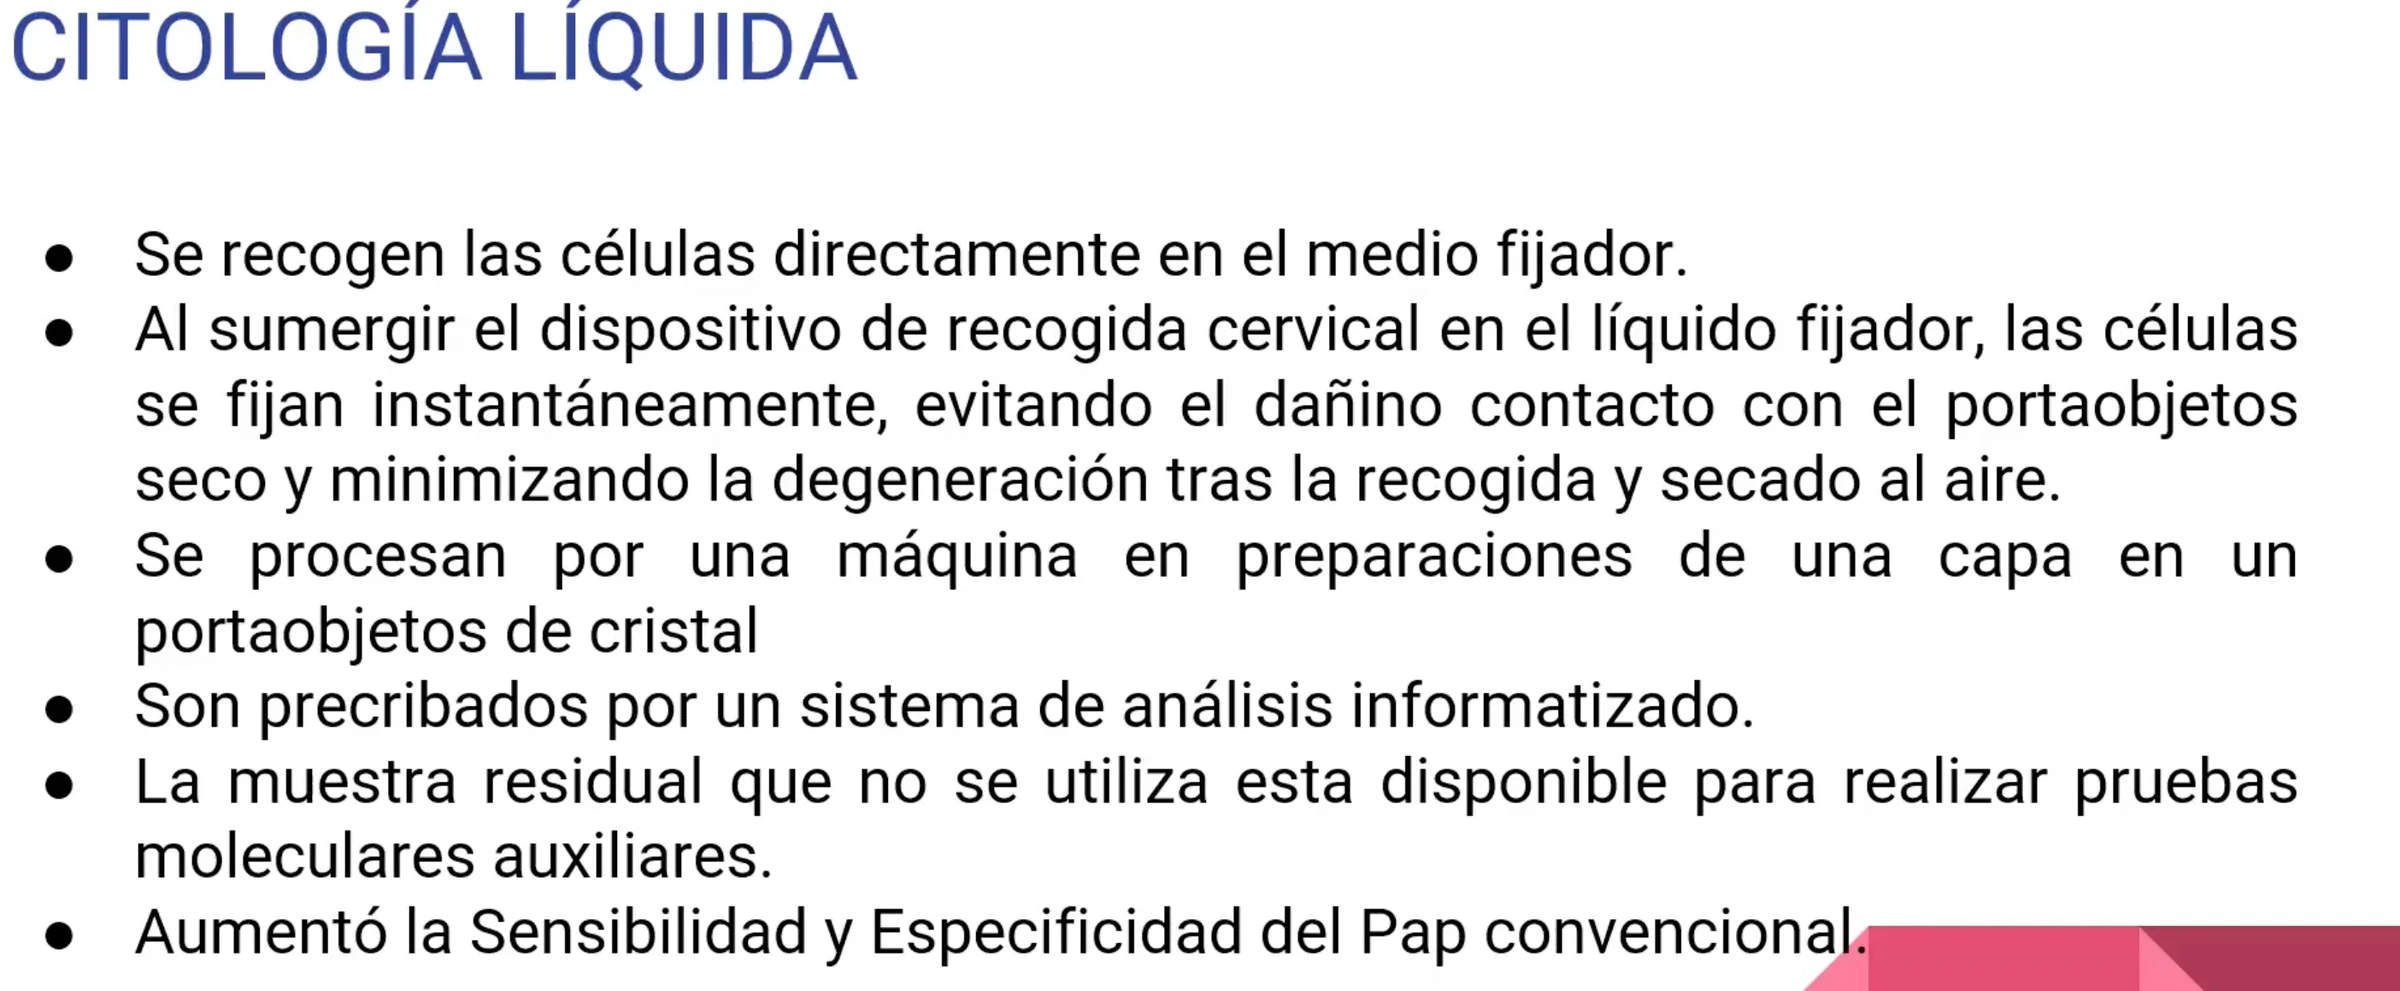 CITOLOGÍA LÍQUIDA
● Se recogen las células directamente en el medio fijador.
● Al sumergir el dispositivo de recogida cervical en el líquido fijador, las células
se fijan instantáneamente, evitando el dañino contacto con el portaobjetos
seco y minimizando la degeneración tras la recogida y secado al aire.
● Se procesan por una máquina en preparaciones de una capa en un
portaobjetos de cristal
● Son precribados por un sistema de análisis informatizado.
● La muestra residual que no se utiliza esta disponible para realizar pruebas
moleculares auxiliares.
● Aumentó la Sensibilidad y Especificidad del Pap convencional.